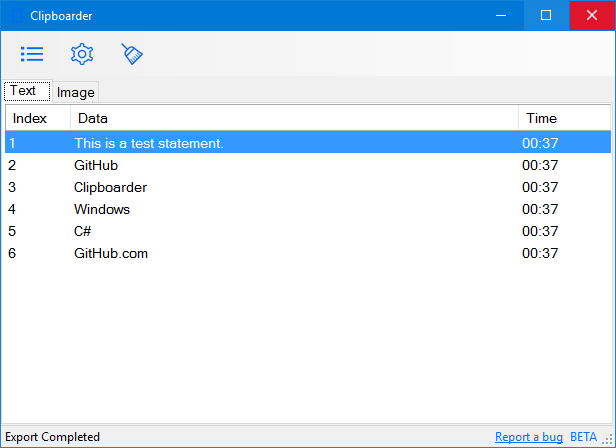 Clipboarder
Text Image
Index Data Time
1 This is a test statement. 00:37
2 GitHub 00:37
3 Clipboarder 00:37
4 Windows 00:37
5 C# 00:37
6 GitHub.com 00:37
Export Completed Report a bug BETA